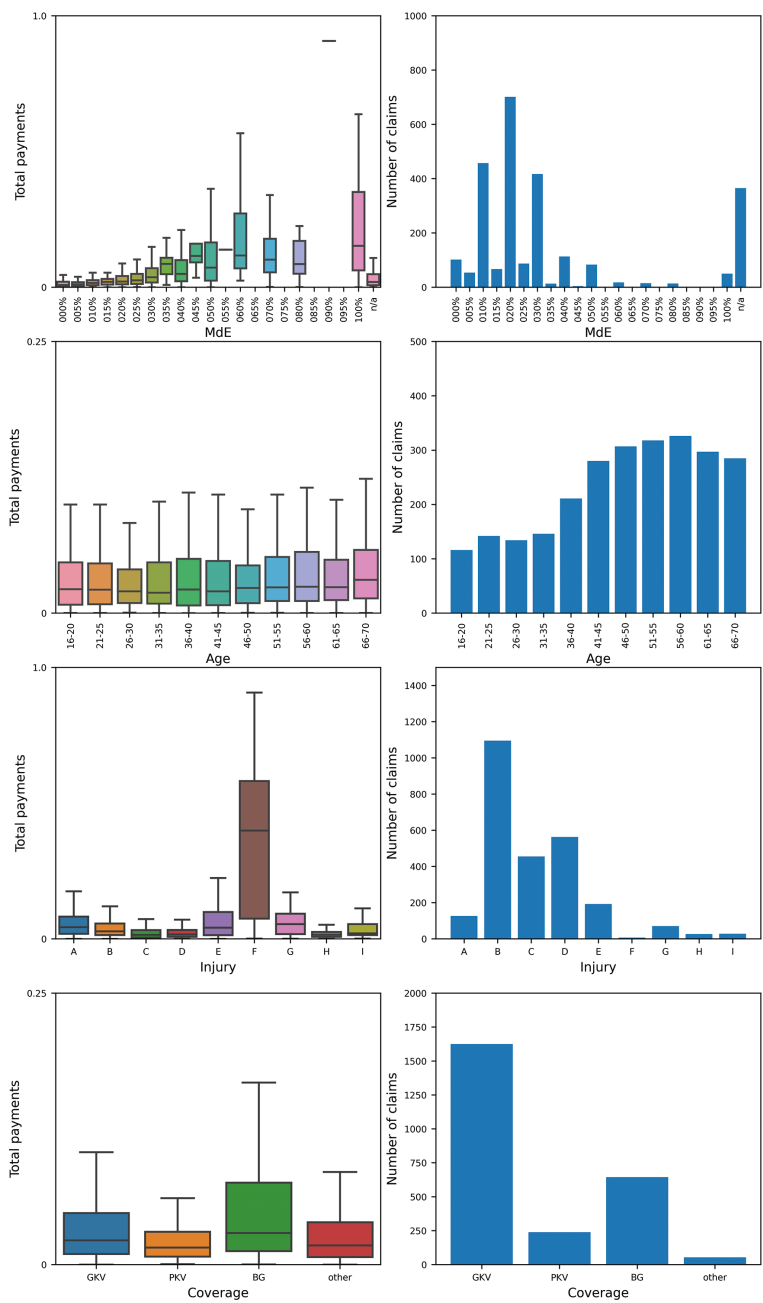 1.0
Total payments
0
000% 005% 010% 015% 020% 025% 030% 035% 040% 045% 050% 055% 060% 065% 070% 075% 080% 085% 090% 095% 100% n/a
MdE
1000
800
600
400
200
0
Number of claims
000% 005% 010% 015% 020% 025% 030% 035% 040% 045% 050% 055% 060% 065% 070% 075% 080% 085% 090% 095% 100% n/a
MdE
0.25
Total payments
0
16-20 21-25 26-30 31-35 36-40 41-45 46-50 51-55 56-60 61-65 66-70
Age
500
400
300
200
100
0
Number of claims
16-20 21-25 26-30 31-35 36-40 41-45 46-50 51-55 56-60 61-65 66-70
Age
1.0
Total payments
0
A B C D E F G H I
Injury
1400
1200
1000
800
600
400
200
0
Number of claims
A B C D E F G H I
Injury
0.25
Total payments
0
GKV PKV BG other
Coverage
2000
1750
1500
1250
1000
750
500
250
0
Number of claims
GKV PKV BG other
Coverage